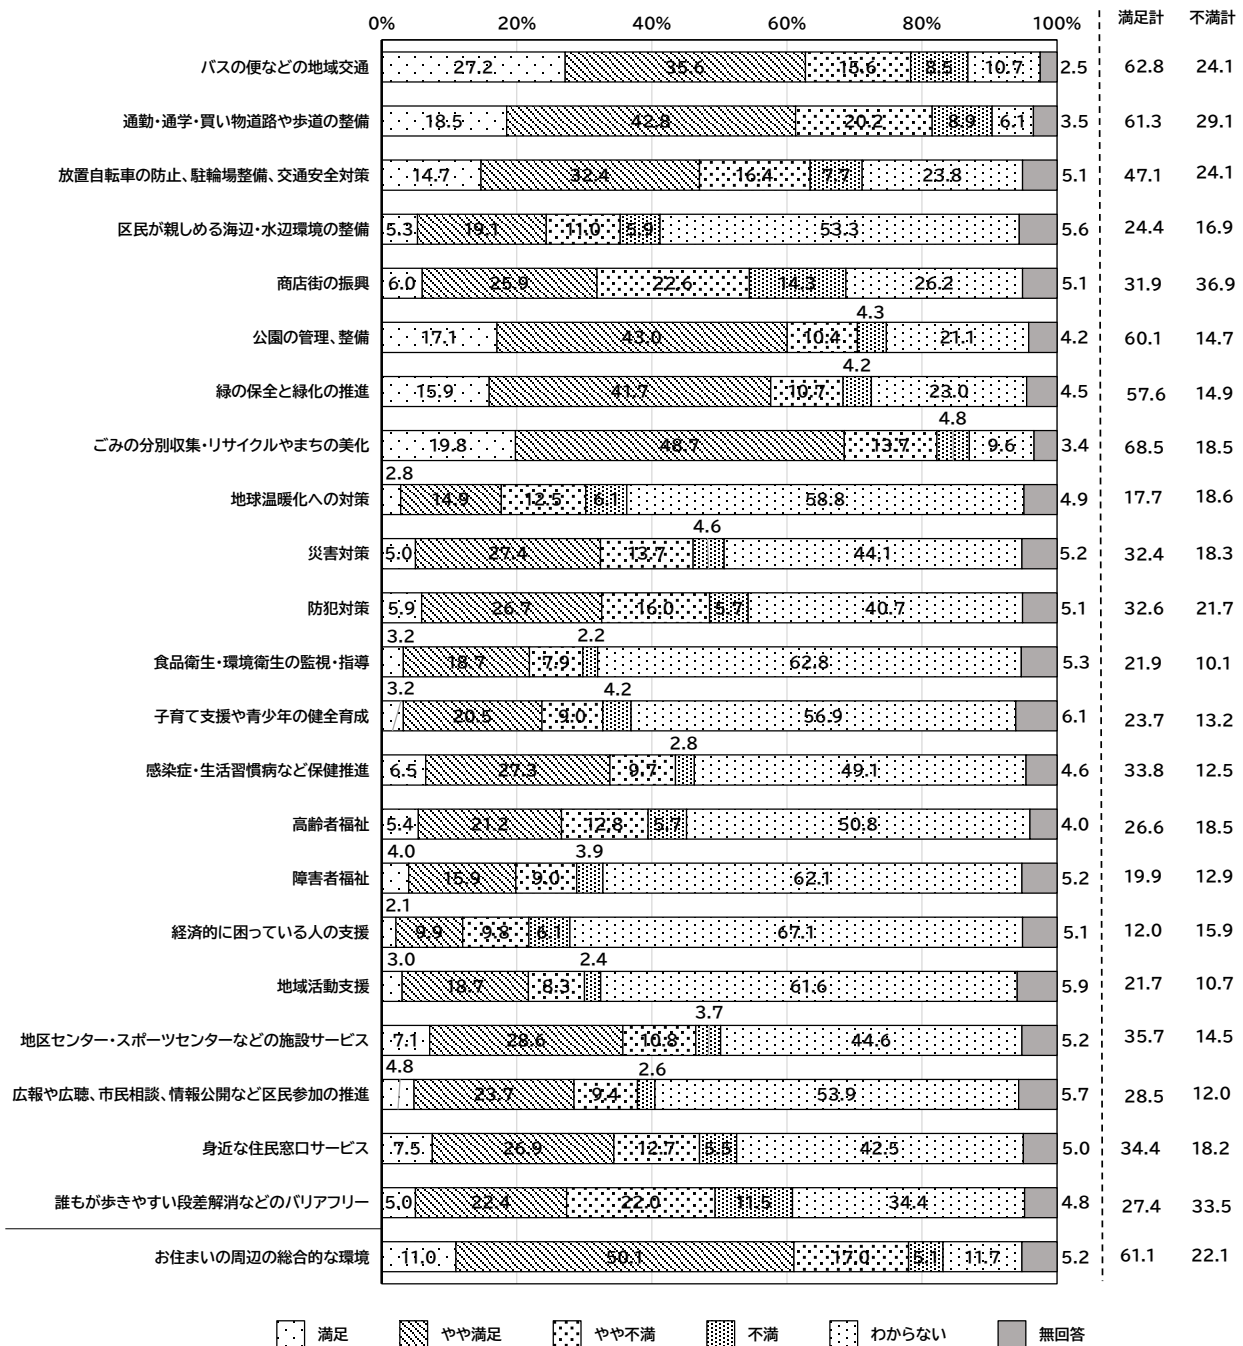 0% 20% 40% 60% 80% 100% 満足計 不満計
バスの便などの地域交通 27.2 35.6 15.6 8.5 10.7 2.5 62.8 24.1
通勤・通学・買い物道路や歩道の整備 18.5 42.8 20.2 8.9 6.1 3.5 61.3 29.1
放置自転車の防止、駐輪場整備、交通安全対策 14.7 32.4 16.4 7.7 23.8 5.1 47.1 24.1
区民が親しめる海辺・水辺環境の整備 5.3 19.1 11.0 5.9 53.3 5.6 24.4 16.9
商店街の振興 6.0 25.9 22.6 14.3 26.2 5.1 31.9 36.9
公園の管理、整備 17.1 43.0 10.4 4.3 21.1 4.2 60.1 14.7
緑の保全と緑化の推進 15.9 41.7 10.7 4.2 23.0 4.5 57.6 14.9
ごみの分別収集・リサイクルやまちの美化 19.8 48.7 13.7 4.8 9.6 3.4 68.5 18.5
地球温暖化への対策 2.8 14.9 12.5 6.1 58.8 4.9 17.7 18.6
災害対策 5.0 27.4 13.7 4.6 44.1 5.2 32.4 18.3
防犯対策 5.9 26.7 16.0 5.7 40.7 5.1 32.6 21.7
食品衛生・環境衛生の監視・指導 3.2 18.7 7.9 2.2 62.8 5.3 21.9 10.1
子育て支援や青少年の健全育成 3.2 20.5 9.0 4.2 56.9 6.1 23.7 13.2
感染症・生活習慣病など保健推進 6.5 27.3 9.7 2.8 49.1 4.6 33.8 12.5
高齢者福祉 5.4 21.2 12.8 5.7 50.8 4.0 26.6 18.5
障害者福祉 4.0 15.9 9.0 3.9 62.1 5.2 19.9 12.9
経済的に困っている人の支援 2.1 9.9 9.8 6.1 67.1 5.1 12.0 15.9
地域活動支援 3.0 18.7 8.3 2.4 61.6 5.9 21.7 10.7
地区センター・スポーツセンターなどの施設サービス 7.1 28.6 10.8 3.7 44.6 5.2 35.7 14.5
広報や広聴、市民相談、情報公開など区民参加の推進 4.8 23.7 9.4 2.6 53.9 5.7 28.5 12.0
身近な住民窓口サービス 7.5 26.9 12.7 5.5 42.5 5.0 34.4 18.2
誰もが歩きやすい段差解消などのバリアフリー 5.0 22.4 22.0 11.5 34.4 4.8 27.4 33.5
お住まいの周辺の総合的な環境 11.0 50.1 17.0 5.1 11.7 5.2 61.1 22.1
満足 やや満足 やや不満 不満 わからない 無回答